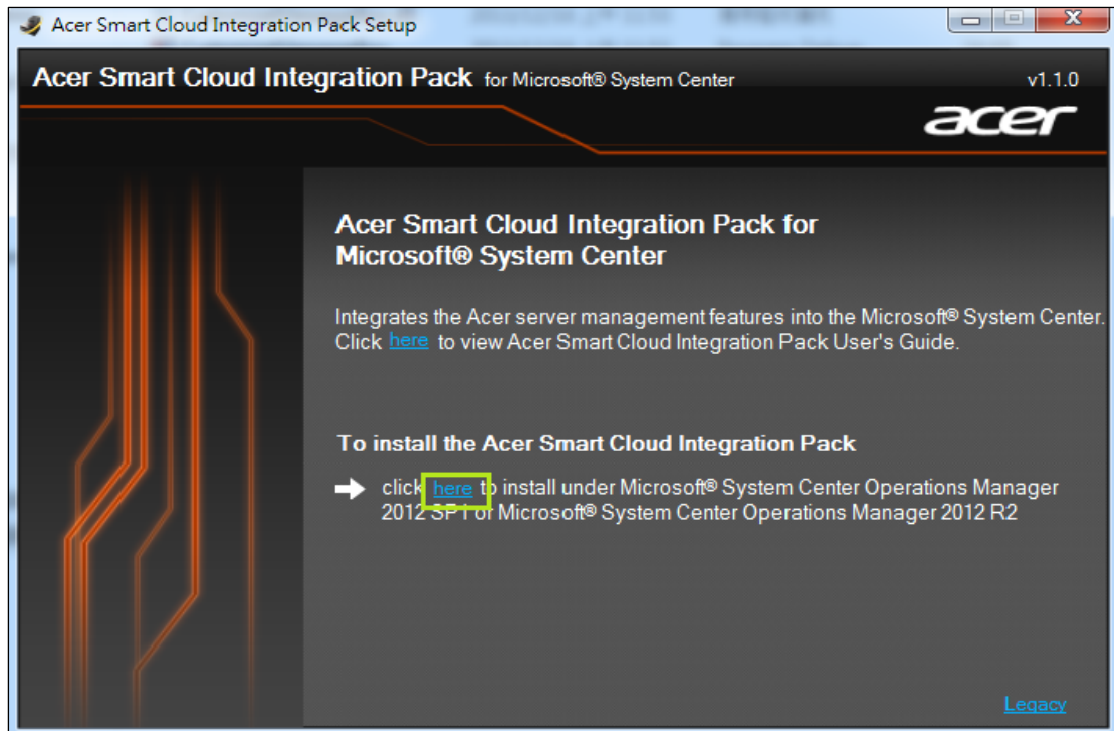 Acer Smart Cloud Integration Pack Setup
Acer Smart Cloud Integration Pack for Microsoft® System Center v1.1.0
acer
Acer Smart Cloud Integration Pack for
Microsoft® System Center
Integrates the Acer server management features into the Microsoft® System Center.
Click here to view Acer Smart Cloud Integration Pack User's Guide.
To install the Acer Smart Cloud Integration Pack
click here to install under Microsoft® System Center Operations Manager
2012 SP1 or Microsoft® System Center Operations Manager 2012 R2
Legacy